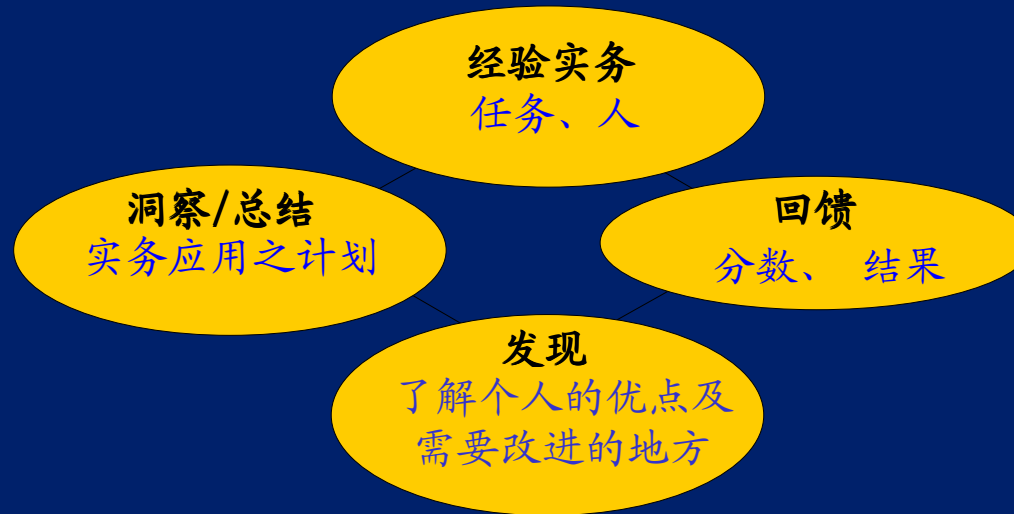 经验实务
任务、人
洞察/总结
实务应用之计划
回馈
分数、 结果
发现
了解个人的优点及
需要改进的地方